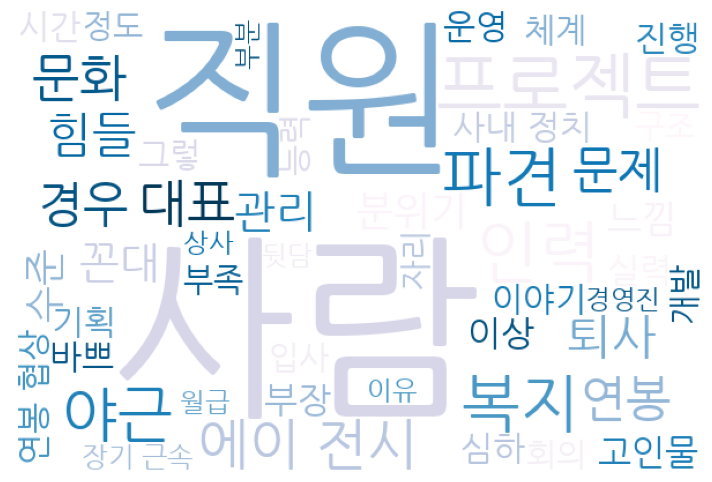 시간
정도
부분
직원
운영
체계
진행
문화
프로젝트
힘들
그렇
능력
사내 정치
구조
파견
문제
경우
대표
관리
분위기
인력
느낌
꼰대
상사
뒷담
자리
실력
수준
부족
사람
이야기
경영진
개발
기획
바쁘
이상
퇴사
입사
연봉 협상
야근
월급
부장
이유
복지
연봉
장기 근속
에이 전시
심하
회의
고인물